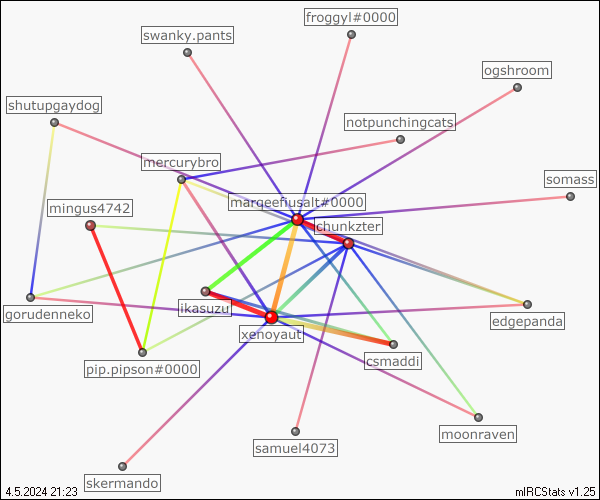 froggyl#0000
swanky.pants
ogshroom
shutupgaydog
notpunchingcats
mercurybro
somass
marqeefiusalt#0000
mingus4742
chunkzter
ikasuzu
gorudenneko
edgepanda
xenoyaut
csmaddi
pip.pipson#0000
moonraven
samuel4073
skermando
4.5.2024 21:23
mIRCStats v1.25